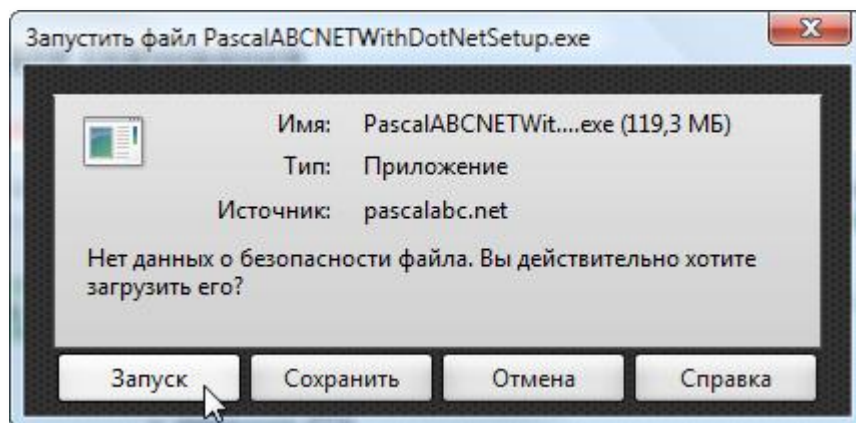 Запустить файл PascalABCNETWithDotNetSetup.exe
Имя: PascalABCNETWit....exe (119,3 МБ)
Тип: Приложение
Источник: pascalabc.net
Нет данных о безопасности файла. Вы действительно хотите
загрузить его?
Запуск Сохранить Отмена Справка